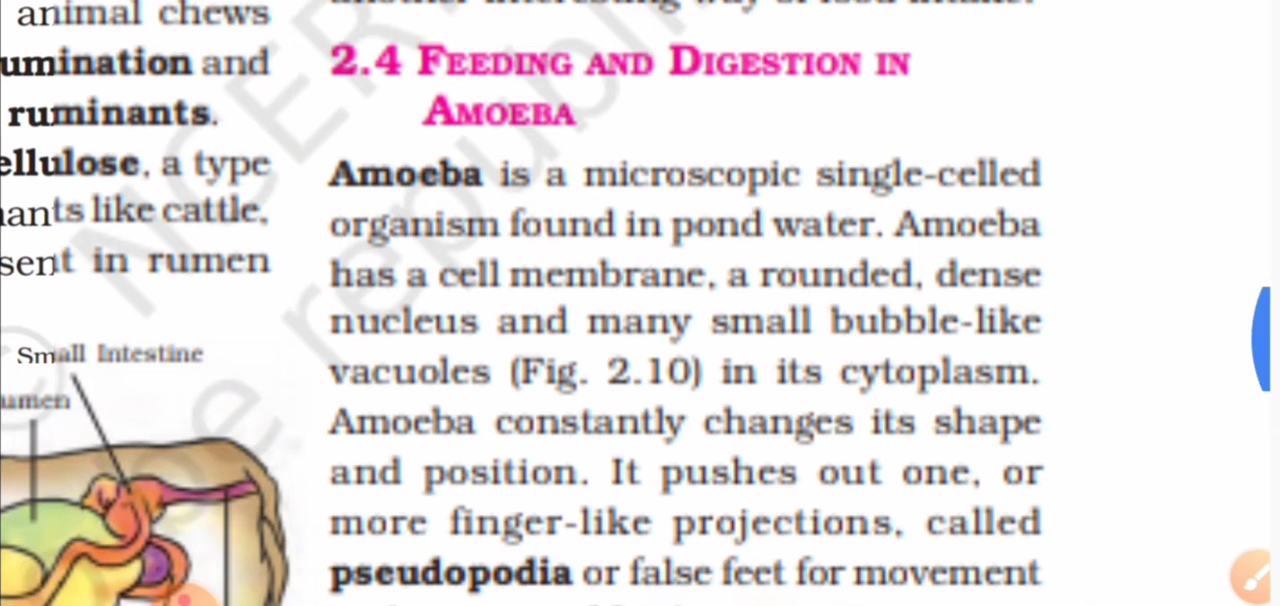 animal chews
umination and
ruminants.
ellulose, a type
ants like cattle,
sent in rumen
Small Intestine
umen
2.4 FEEDING AND DIGESTION IN
AMOEBA
Amoeba is a microscopic single-celled
organism found in pond water. Amoeba
has a cell membrane, a rounded, dense
nucleus and many small bubble-like
vacuoles (Fig. 2.10) in its cytoplasm.
Amoeba constantly changes its shape
and position. It pushes out one, or
more finger-like projections, called
pseudopodia or false feet for movement
© NCER
be republi